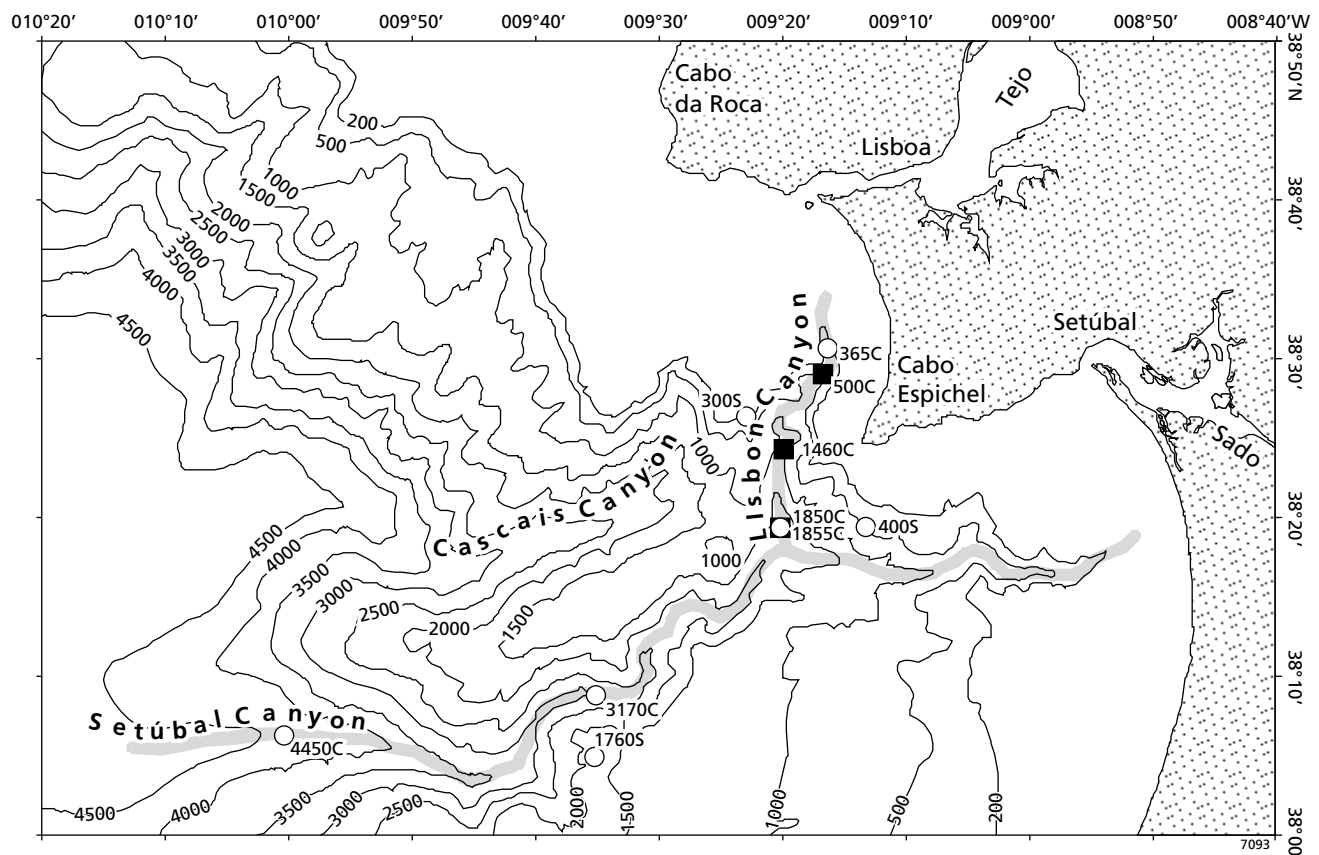 010°20′ 010°10′ 010°00′ 009°50′ 009°40′ 009°30′ 009°20′ 009°10′ 009°00′ 008°50′ 008°40′W
38°50′N
38°40′
38°30′
38°20′
38°10′
38°00′
Cabo
da Roca
Tejo
Lisboa
200
500
1000
1500
2000
2500
3000
3500
4000
4500
Setúbal
Cabo
Espichel
Sado
LIsbon Canyon
365C
500C
300S
1460C
1000
Cascais Canyon
1850C
1855C
400S
1000
4500
4000
3500
3000
2500
2000
1500
Setúbal Canyon
4450C
3170C
1760S
4500
4000
3500
3000
2500
2000
1500
1000
500
200
7093